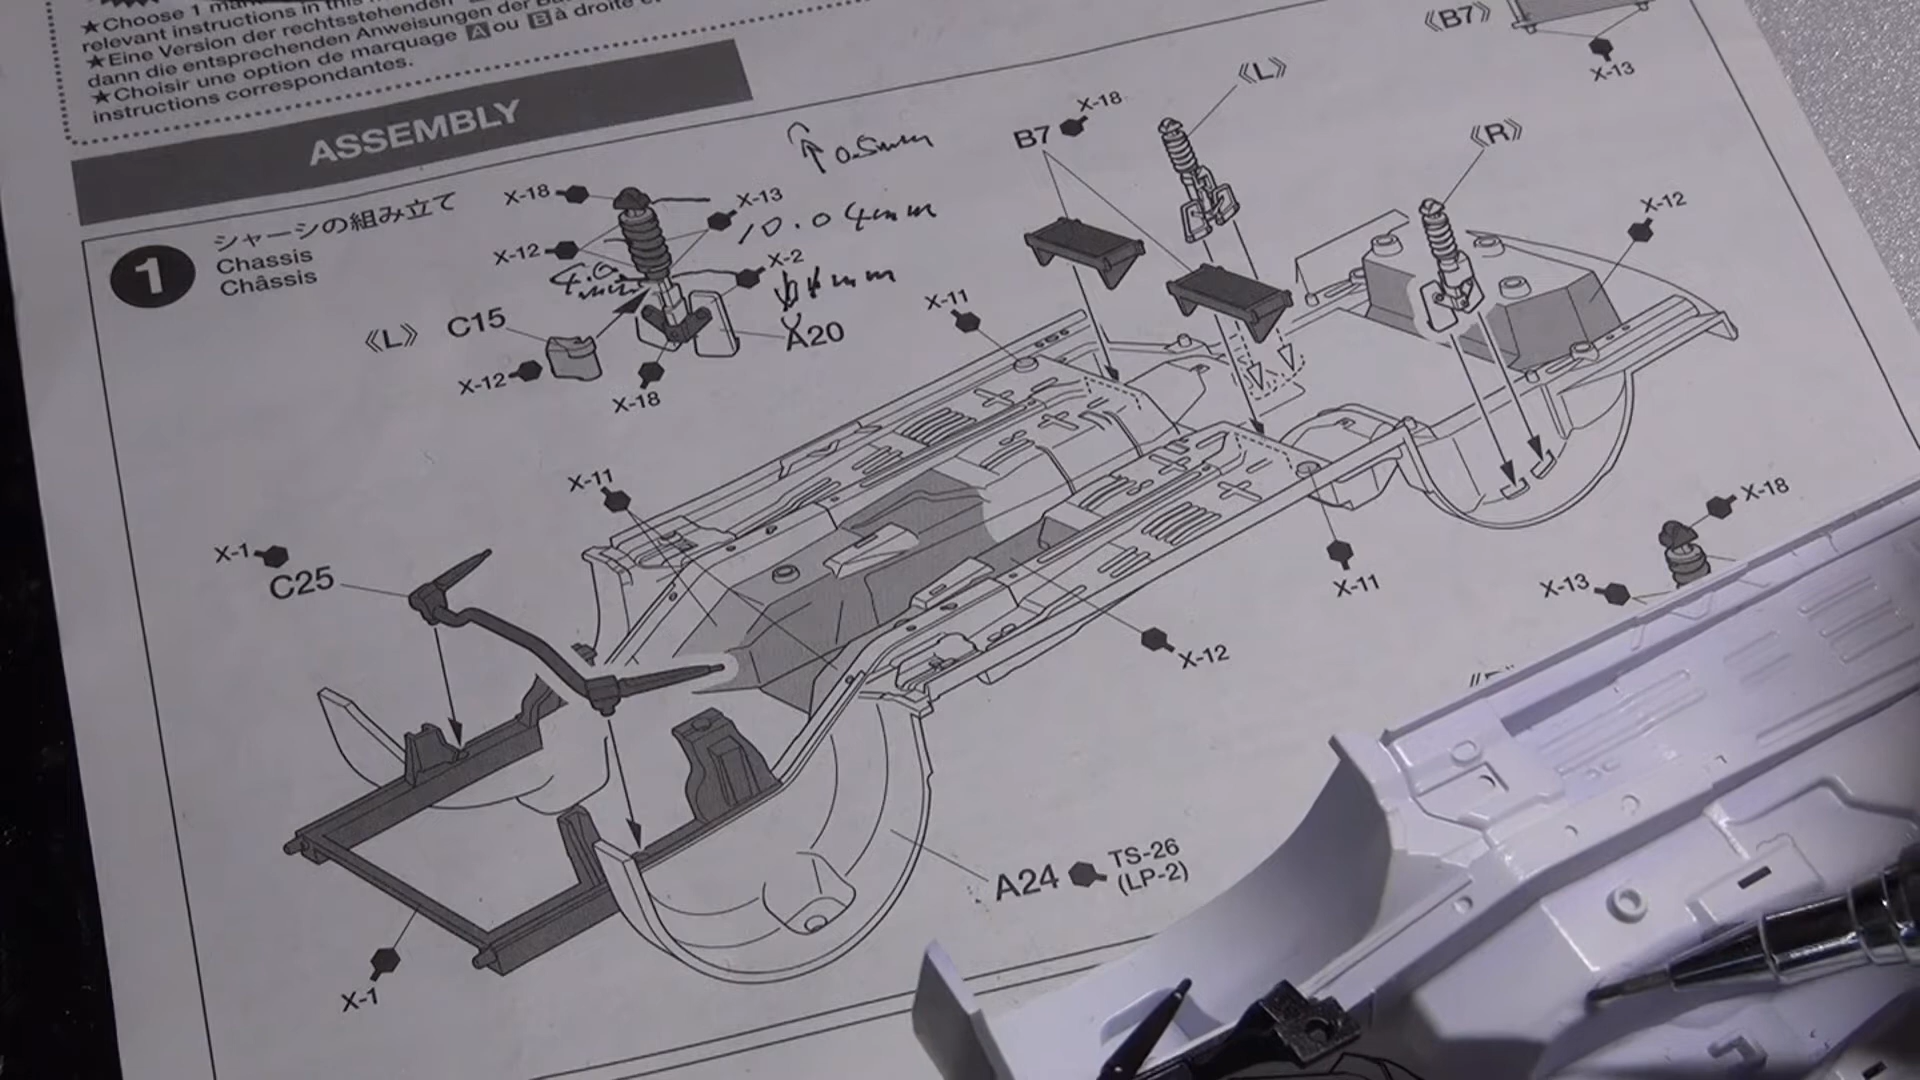 ★Choose 1
relevant instructions in this
★Eine Version der rechtsstehenden
dann die entsprechenden Anweisungen der
★Choisir une option de marquage A ou B à droite et
instructions correspondantes.
ASSEMBLY
1
シャーシの組み立て
Chassis
Châssis
《L》
X-18
X-13
X-12
X-2
C15
A20
X-12
X-18
0.5mm
10.04mm
B7
X-18
《L》
《R》
《B7》
X-13
X-12
X-11
X-11
X-1
C25
X-11
X-12
X-18
X-13
A24
TS-26
(LP-2)
X-1